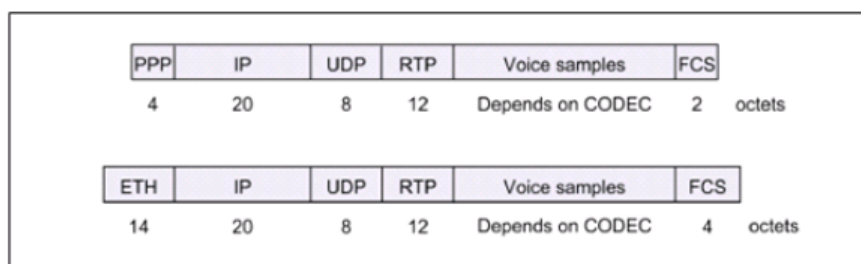 PPP IP UDP RTP Voice samples FCS
4 20 8 12 Depends on CODEC 2 octets
ETH IP UDP RTP Voice samples FCS
14 20 8 12 Depends on CODEC 4 octets